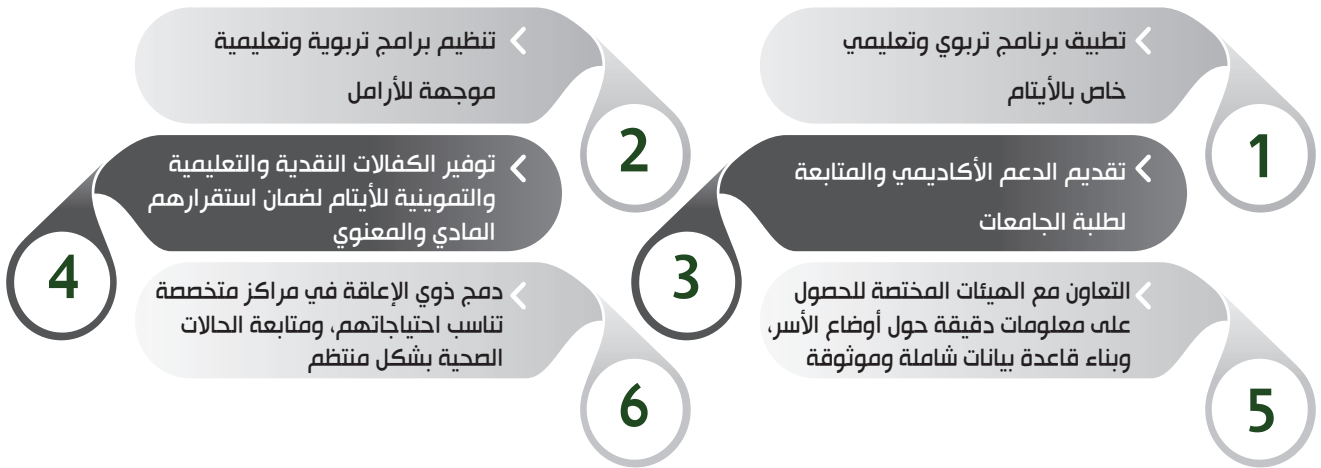 1
تطبيق برنامج تربوي وتعليمي
خاص بالأيتام
2
تنظيم برامج تربوية وتعليمية
موجهة للأرامل
3
تقديم الدعم الأكاديمي والمتابعة
لطلبة الجامعات
4
توفير الكفالات النقدية والتعليمية
والتموينية للأيتام لضمان استقرارهم
المادي والمعنوي
5
التعاون مع الهيئات المختصة للحصول
على معلومات دقيقة حول أوضاع الأسر،
وبناء قاعدة بيانات شاملة وموثوقة
6
دمج ذوي الإعاقة في مراكز متخصصة
تناسب احتياجاتهم، ومتابعة الحالات
الصحية بشكل منتظم